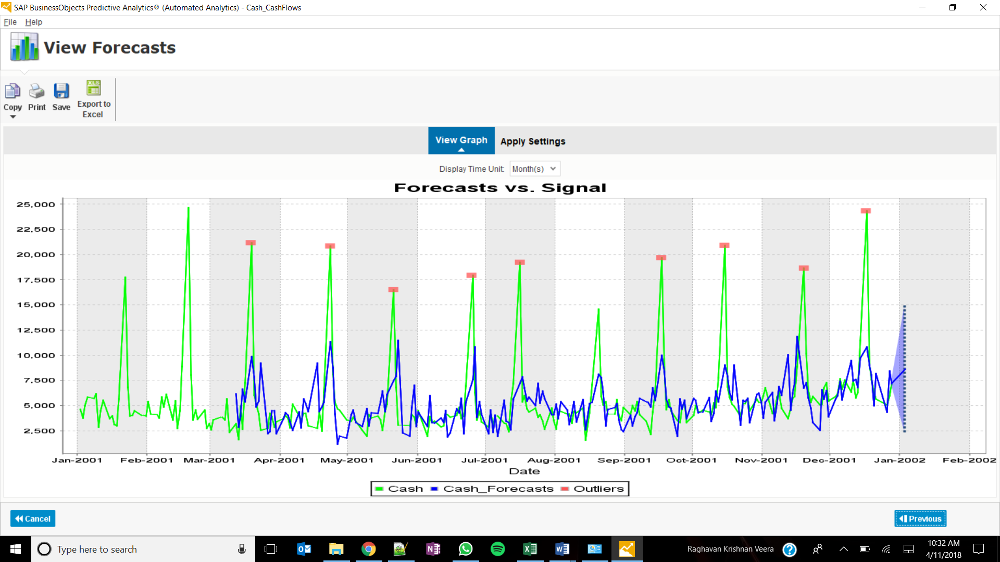 SAP BusinessObjects Predictive Analytics® (Automated Analytics) - Cash_CashFlows
File Help
View Forecasts
XLS
Copy Print Save Export to Excel
View Graph Apply Settings
Display Time Unit: Month(s)
Forecasts vs. Signal
25,000
22,500
20,000
17,500
15,000
12,500
10,000
7,500
5,000
2,500
Jan-2001 Feb-2001 Mar-2001 Apr-2001 May-2001 Jun-2001 Jul-2001 Aug-2001 Sep-2001 Oct-2001 Nov-2001 Dec-2001 Jan-2002 Feb-2002
Date
Cash Cash_Forecasts Outliers
Cancel Previous
Type here to search
Raghavan Krishnan Veera
10:32 AM
4/11/2018